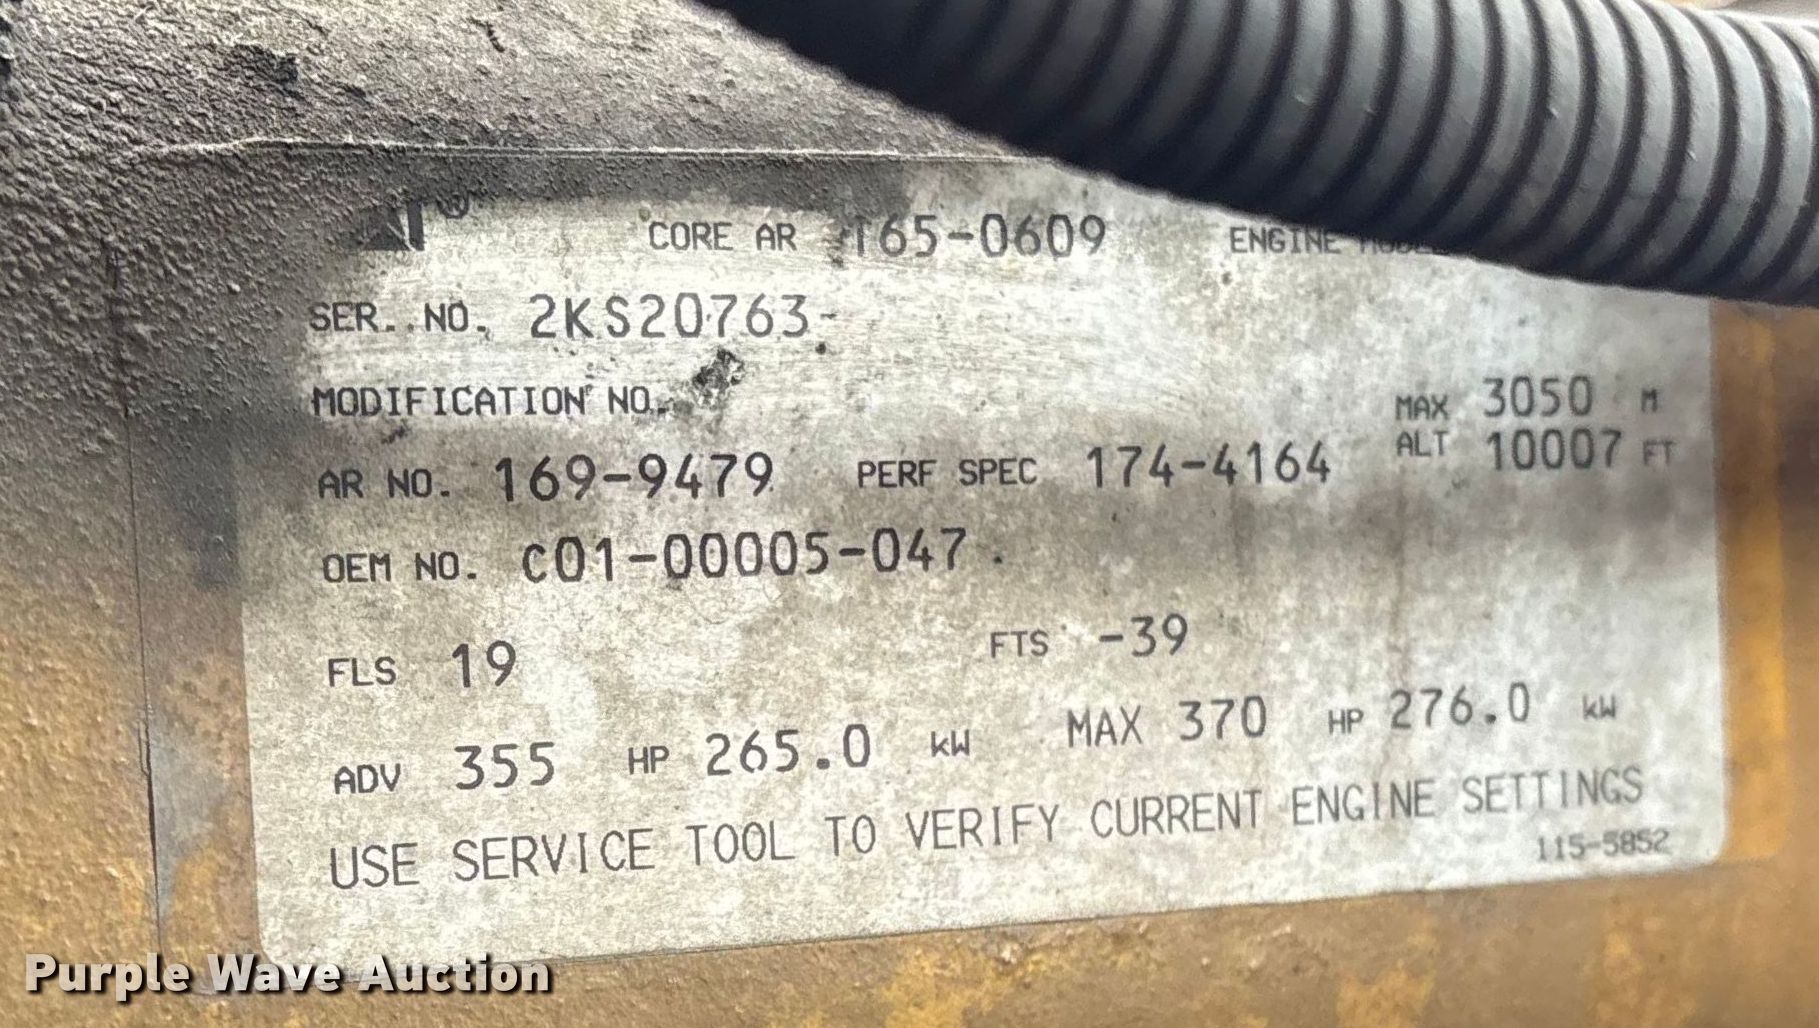 CORE AR 165-0609 ENGINE
SER. NO. 2KS20763
MODIFICATION NO.
MAX ALT 3050 M 10007 FT
AR NO. 169-9479 PERF SPEC 174-4164
OEM NO. C01-00005-047
FLS 19 FTS -39
ADV 355 HP 265.0 kW MAX 370 HP 276.0 kW
USE SERVICE TOOL TO VERIFY CURRENT ENGINE SETTINGS
115-5852
Purple Wave Auction